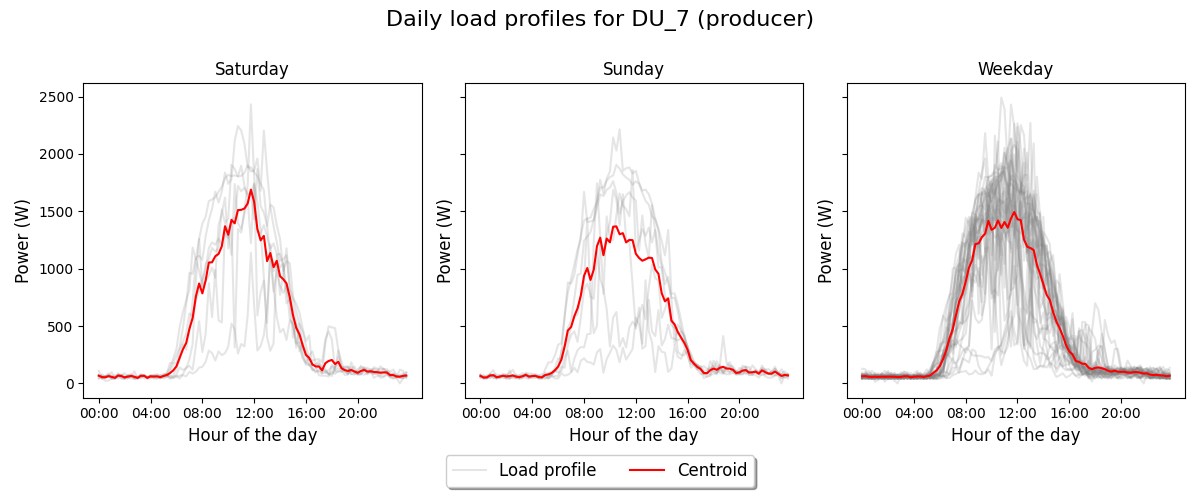 Daily load profiles for DU_7 (producer)
Saturday
Sunday
Weekday
Power (W)
2500
2000
1500
1000
500
0
00:00 04:00 08:00 12:00 16:00 20:00
Hour of the day
Power (W)
00:00 04:00 08:00 12:00 16:00 20:00
Hour of the day
Power (W)
00:00 04:00 08:00 12:00 16:00 20:00
Hour of the day
Load profile
Centroid